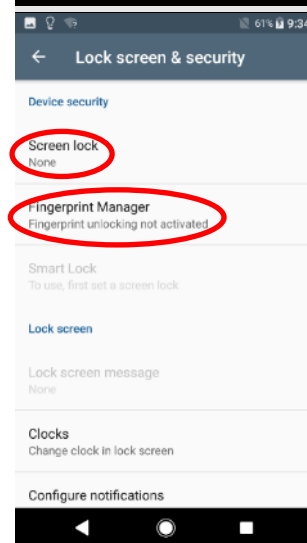 61% 9:34
Lock screen & security
Device security
Screen lock
None
Fingerprint Manager
Fingerprint unlocking not activated
Smart Lock
To use, first set a screen lock
Lock screen
Lock screen message
None
Clocks
Change clock in lock screen
Configure notifications